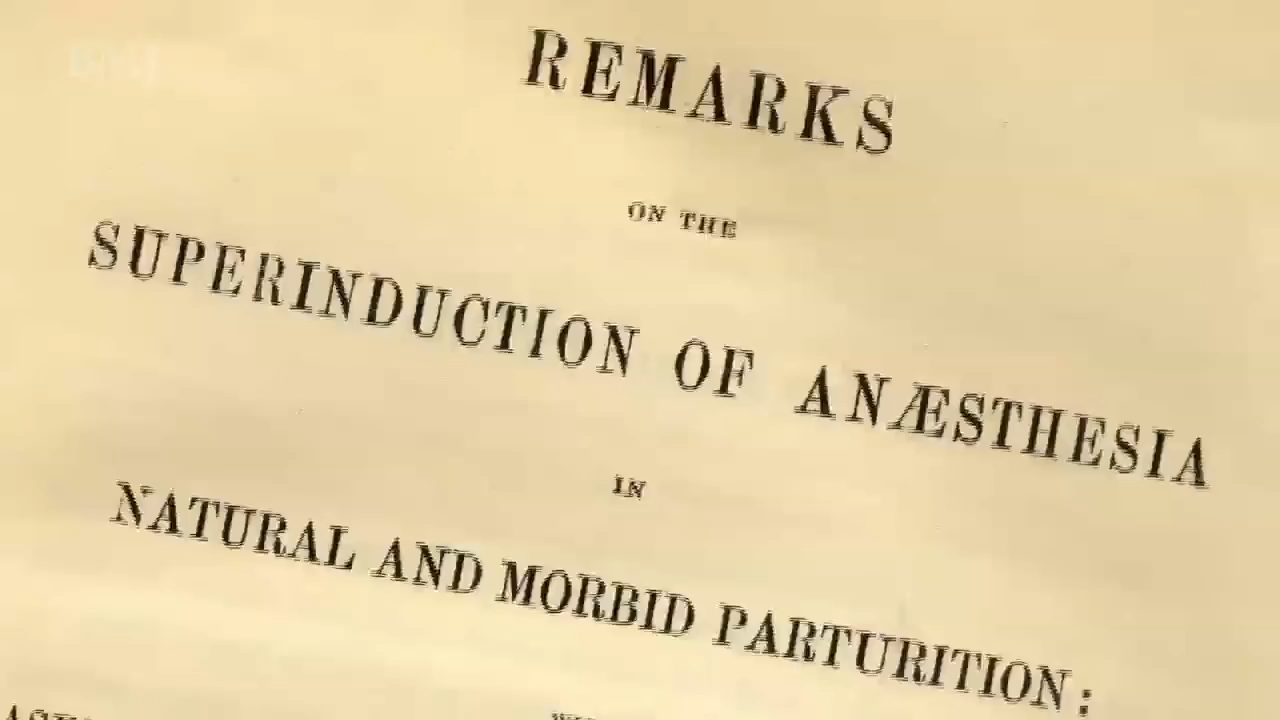 REMARKS
ON THE
SUPERINDUCTION OF ANÆSTHESIA
IN
NATURAL AND MORBID PARTURITION: